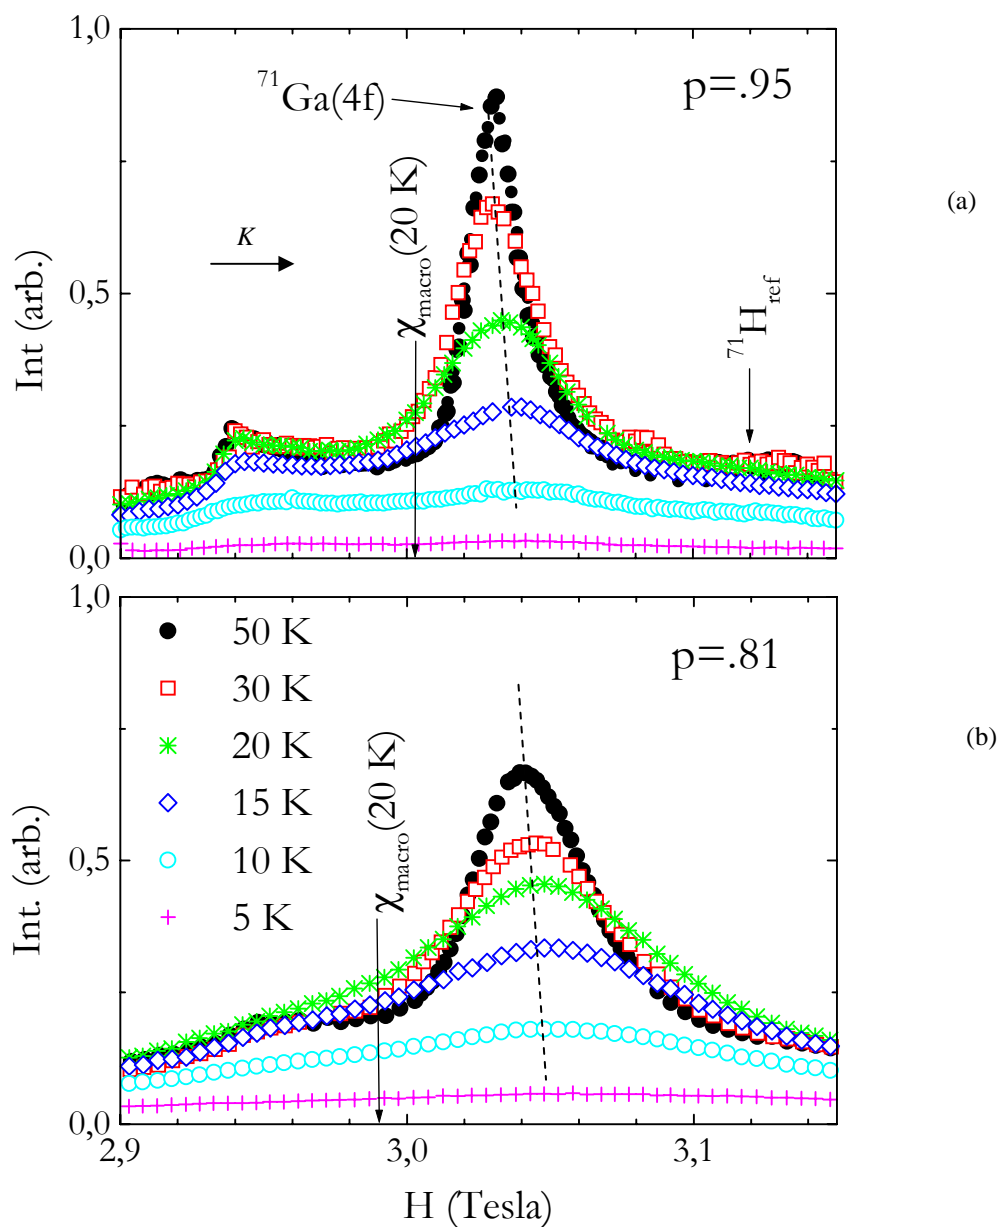 1,0
⁷¹Ga(4f)
p=.95
(a)
χmacro(20 K)
K
Int (arb.)
0,5
⁷¹Href
0,0
1,0
50 K
p=.81
30 K
20 K
χmacro(20 K)
(b)
15 K
Int. (arb.)
0,5
10 K
5 K
0,0
2,9 3,0 3,1
H (Tesla)